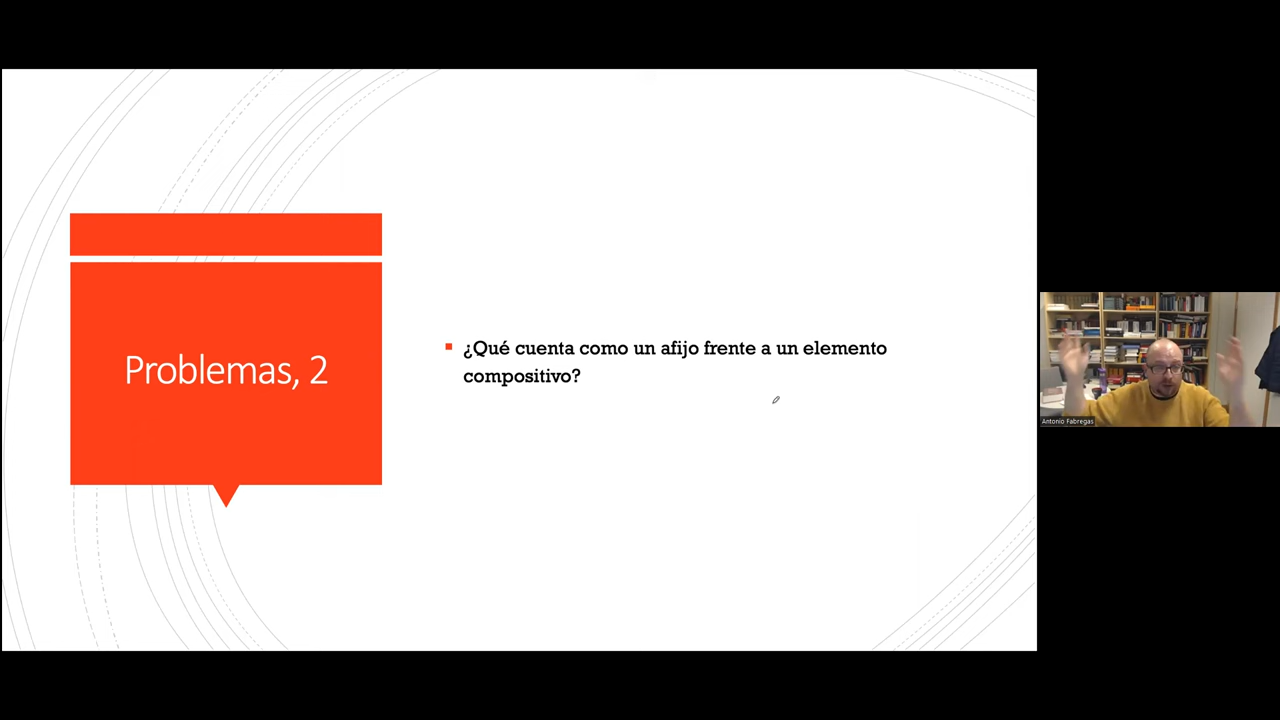 Problemas, 2
¿Qué cuenta como un afijo frente a un elemento
compositivo?
Antonio Fabregas